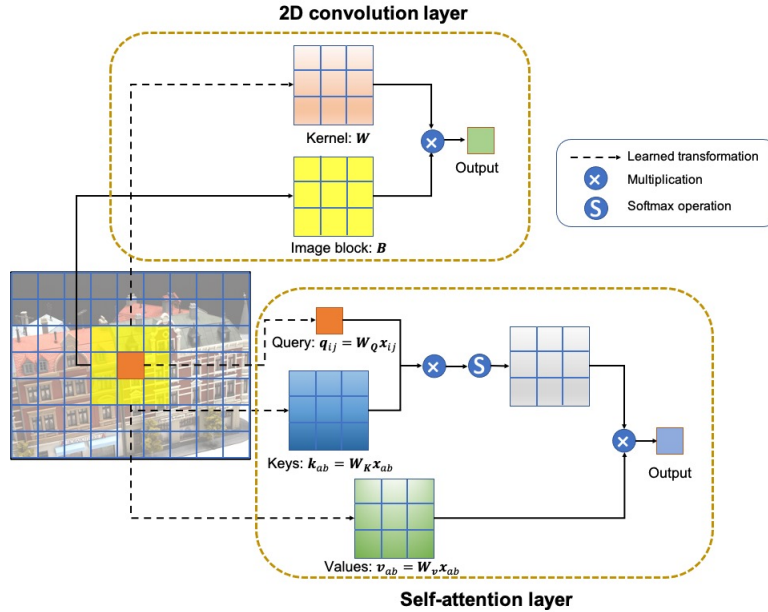 2D convolution layer
Kernel: W
Output
Image block: B
Learned transformation
Multiplication
S Softmax operation
Query: q_ij = W_Q x_ij
S
Keys: k_ab = W_K x_ab
Output
Values: v_ab = W_v x_ab
Self-attention layer